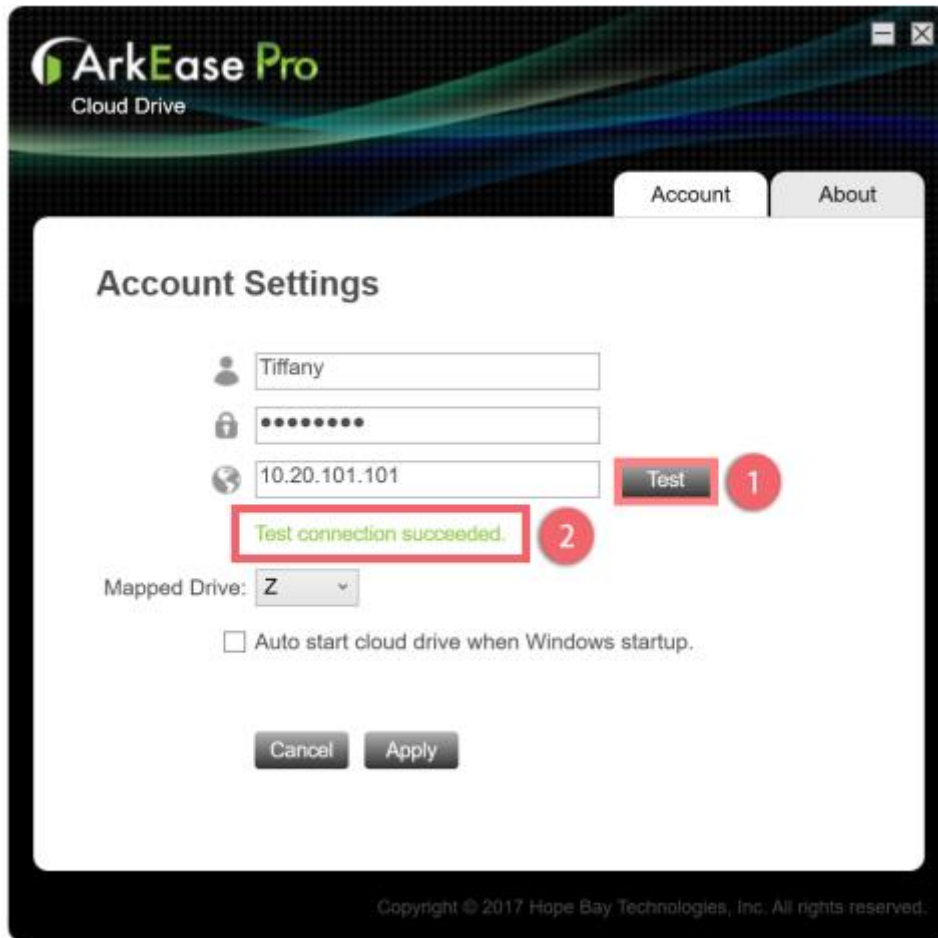 ArkEase Pro
Cloud Drive
Account About
Account Settings
Tiffany
●●●●●●●●
10.20.101.101 Test 1
Test connection succeeded. 2
Mapped Drive: Z
Auto start cloud drive when Windows startup.
Cancel Apply
Copyright © 2017 Hope Bay Technologies, Inc. All rights reserved.